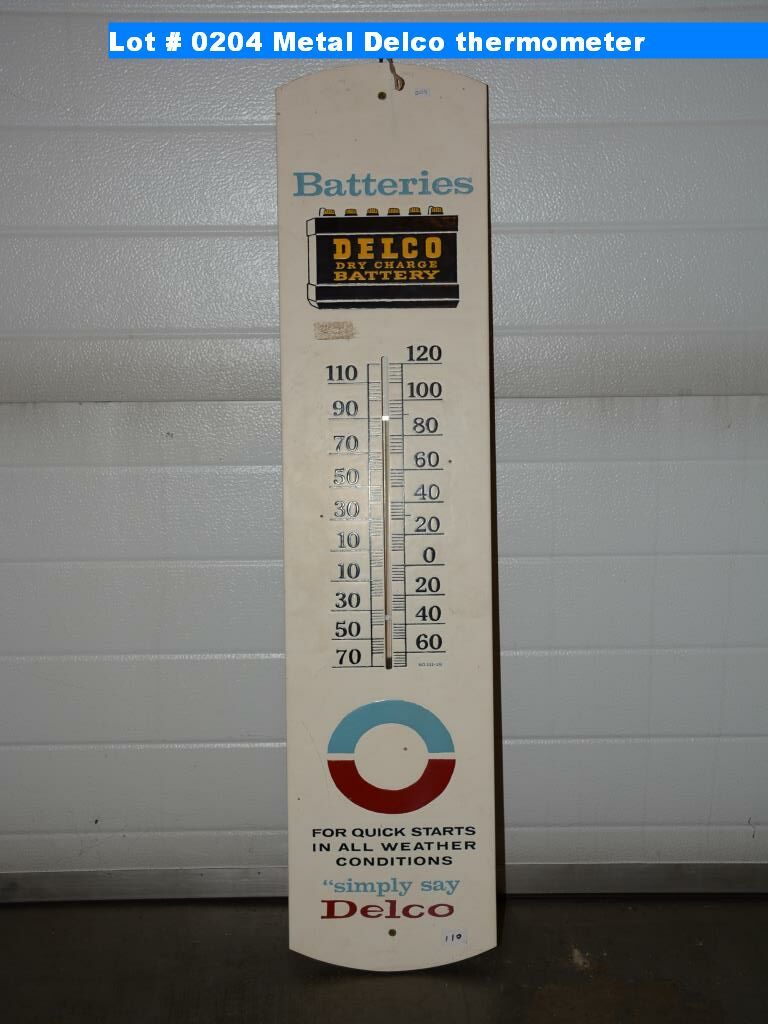 Lot # 0204 Metal Delco thermometer
Batteries
DELCO
DRY CHARGE
BATTERY
120
110
100
90
80
70
60
50
40
30
20
10
0
10
20
30
40
50
60
70
FOR QUICK STARTS
IN ALL WEATHER
CONDITIONS
“simply say
Delco
110